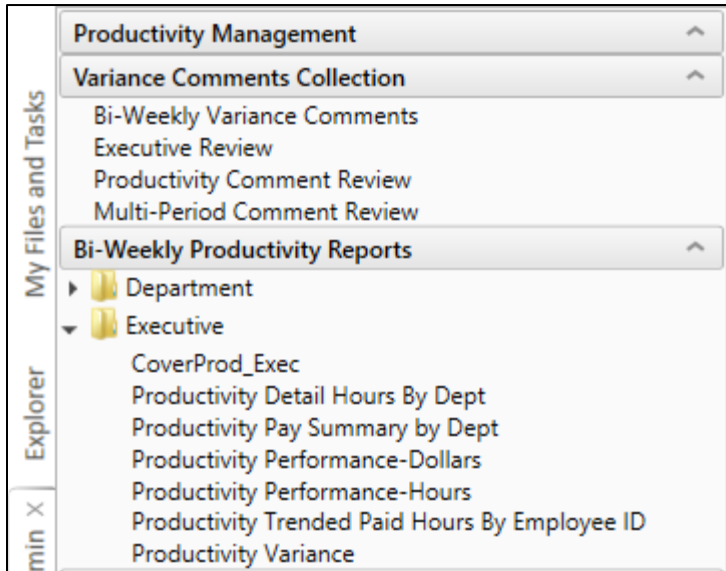 Productivity Management
Variance Comments Collection
Bi-Weekly Variance Comments
Executive Review
Productivity Comment Review
Multi-Period Comment Review
Bi-Weekly Productivity Reports
Department
Executive
CoverProd_Exec
Productivity Detail Hours By Dept
Productivity Pay Summary by Dept
Productivity Performance-Dollars
Productivity Performance-Hours
Productivity Trended Paid Hours By Employee ID
Productivity Variance
My Files and Tasks
Explorer
min